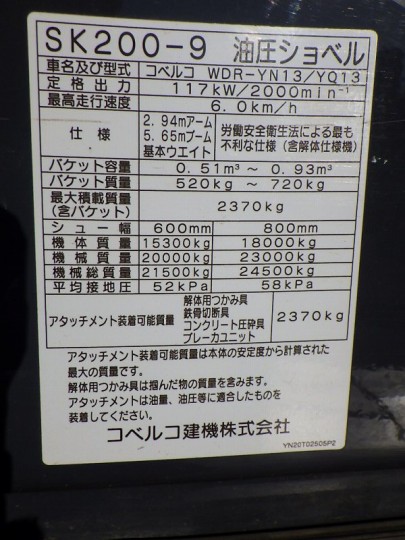 SK200-9 油圧ショベル
車名及び型式 コベルコ WDR-YN13/YQ13
定格出力 117kW/2000min⁻¹
最高走行速度 6.0km/h
仕様 2.94mアーム 5.65mブーム 基本ウエイト 労働安全衛生法による最も不利な仕様(含解体仕様機)
バケット容量 0.51m³ ~ 0.93m³
バケット質量 520kg ~ 720kg
最大積載質量(含バケット) 2370kg
シュー幅 600mm 800mm
機体質量 15300kg 18000kg
機械質量 20000kg 23000kg
機械総質量 21500kg 24500kg
平均接地圧 52kPa 58kPa
アタッチメント装着可能質量 解体用つかみ具 鉄骨切断具 コンクリート圧砕具 ブレーカユニット 2370kg
アタッチメント装着可能質量は本体の安定度から計算された
最大の質量です。
解体用つかみ具は掴んだ物の質量を含みます。
アタッチメントは油量、油圧等に適合したものを
装着してください。
コベルコ建機株式会社
YN20T02505P2